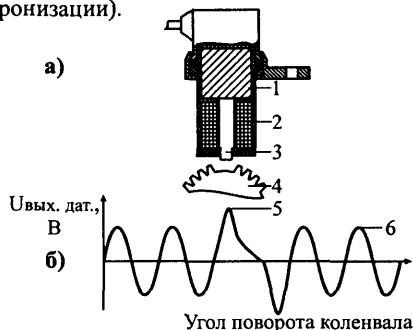 ронизации).
а)
1
2
3
4
Uвых. дат.,
В
5
6
б)
Угол поворота коленвала